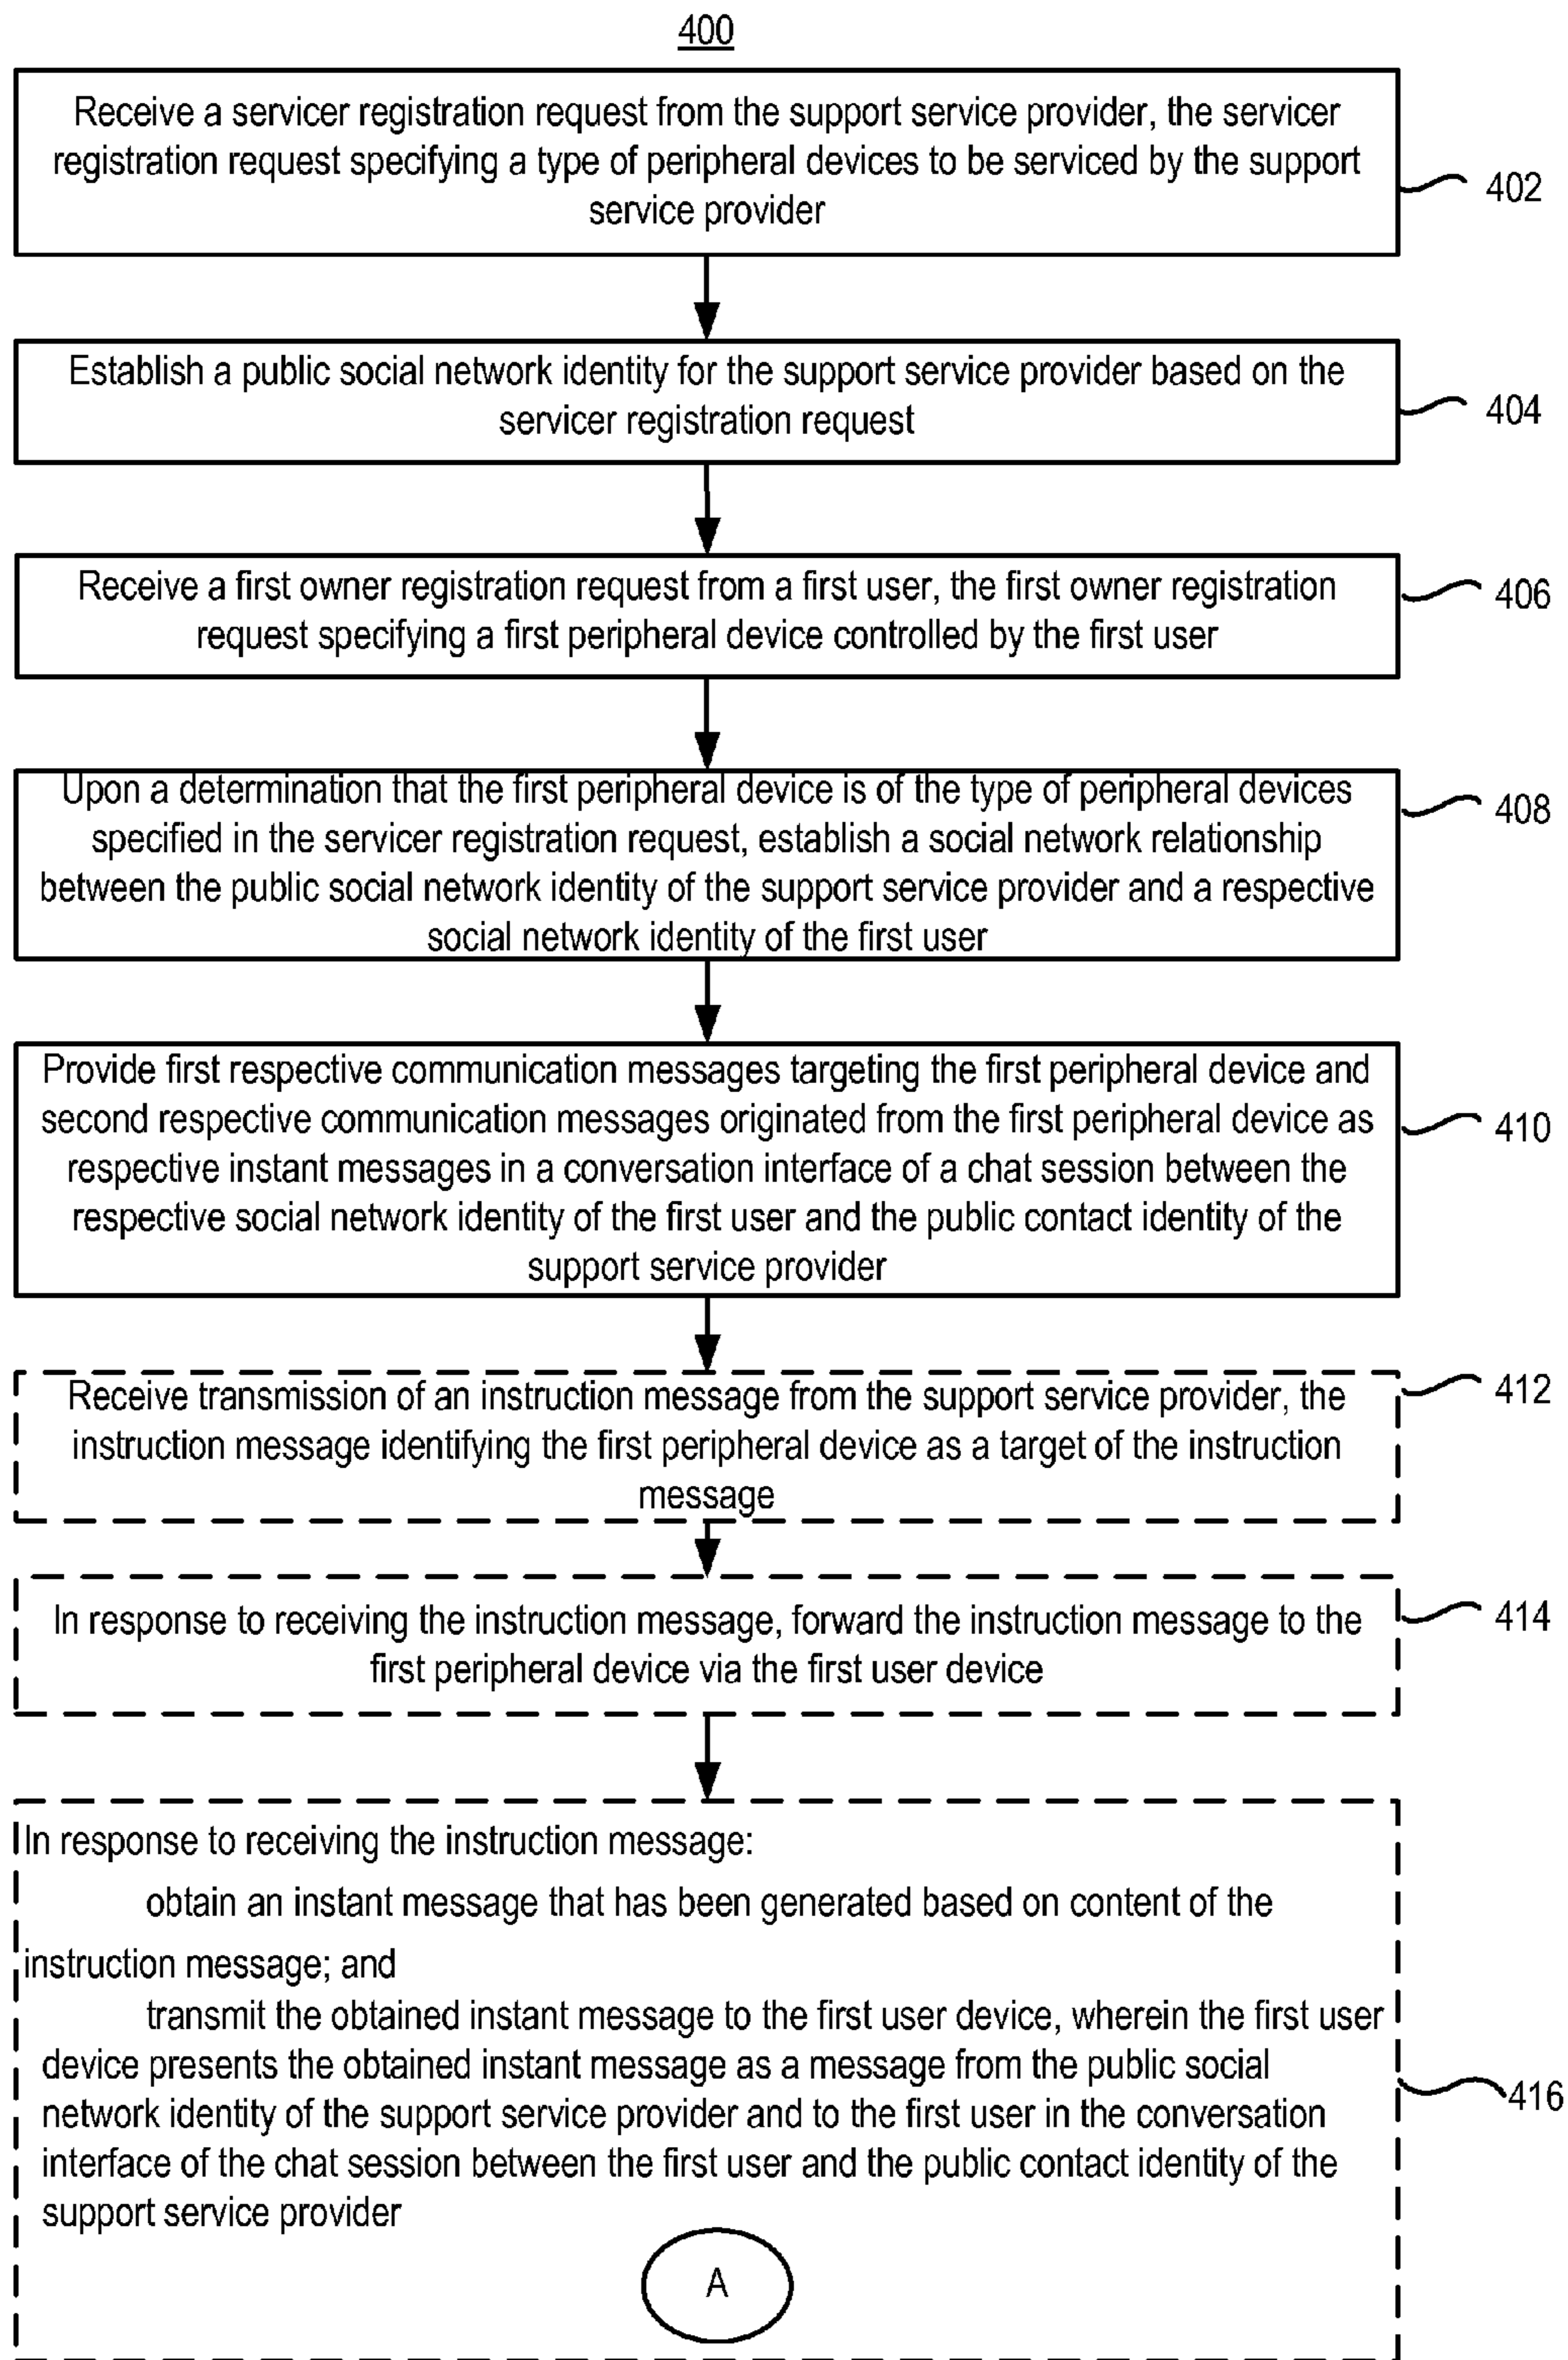 400
Receive a servicer registration request from the support service provider, the servicer
registration request specifying a type of peripheral devices to be serviced by the support
service provider
402
Establish a public social network identity for the support service provider based on the
servicer registration request
404
Receive a first owner registration request from a first user, the first owner registration
request specifying a first peripheral device controlled by the first user
406
Upon a determination that the first peripheral device is of the type of peripheral devices
specified in the servicer registration request, establish a social network relationship
between the public social network identity of the support service provider and a respective
social network identity of the first user
408
Provide first respective communication messages targeting the first peripheral device and
second respective communication messages originated from the first peripheral device as
respective instant messages in a conversation interface of a chat session between the
respective social network identity of the first user and the public contact identity of the
support service provider
410
Receive transmission of an instruction message from the support service provider, the
instruction message identifying the first peripheral device as a target of the instruction
message
412
In response to receiving the instruction message, forward the instruction message to the
first peripheral device via the first user device
414
In response to receiving the instruction message:
obtain an instant message that has been generated based on content of the
instruction message; and
transmit the obtained instant message to the first user device, wherein the first user
device presents the obtained instant message as a message from the public social
network identity of the support service provider and to the first user in the conversation
interface of the chat session between the first user and the public contact identity of the
support service provider
416
A